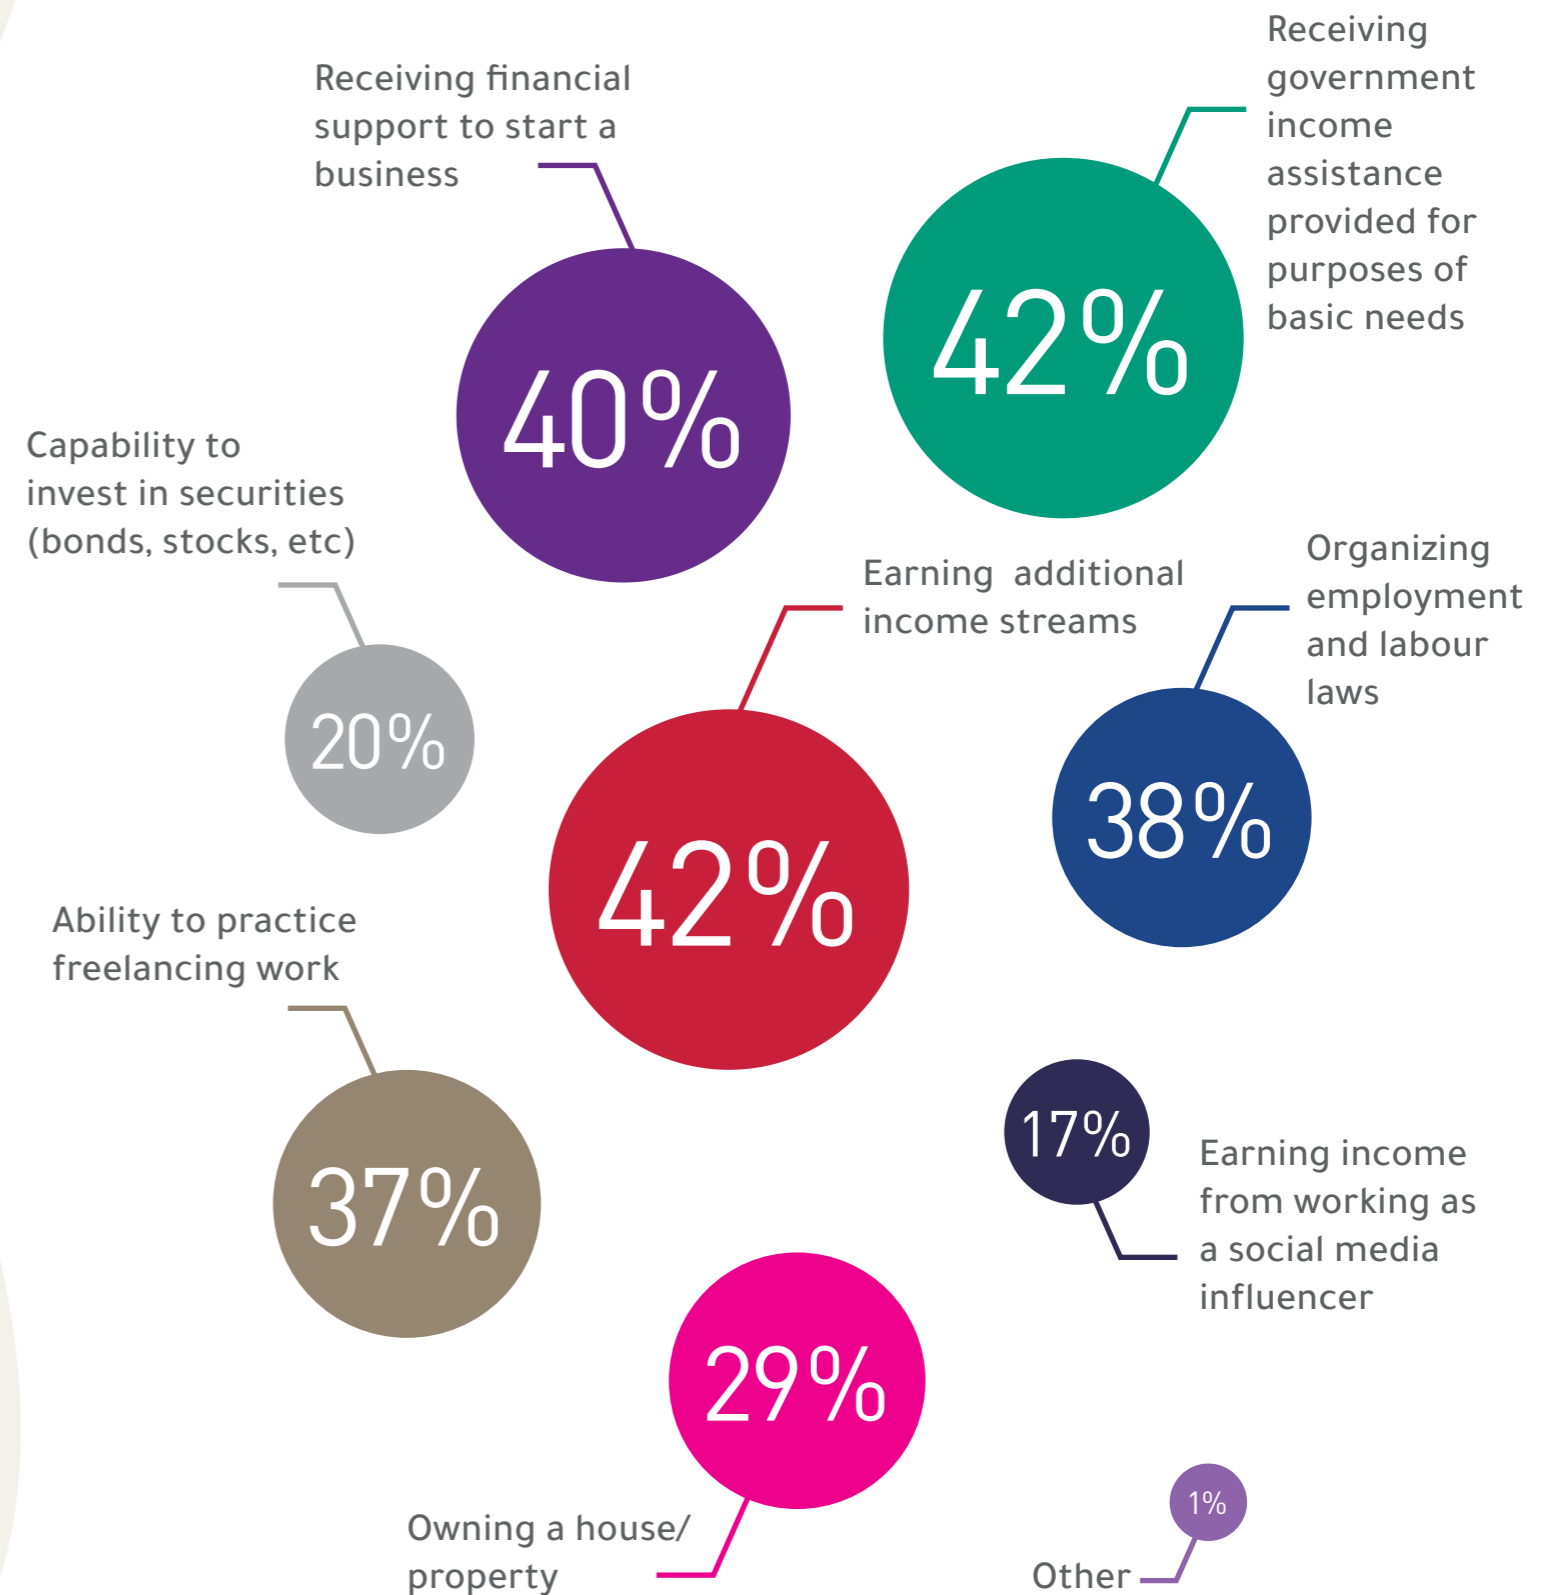 Receiving financial
support to start a
business
40%
Receiving
government
income
assistance
provided for
purposes of
basic needs
42%
Capability to
invest in securities
(bonds, stocks, etc)
20%
Earning additional
income streams
42%
Organizing
employment
and labour
laws
38%
Ability to practice
freelancing work
37%
17%
Earning income
from working as
a social media
influencer
29%
Owning a house/
property
1%
Other